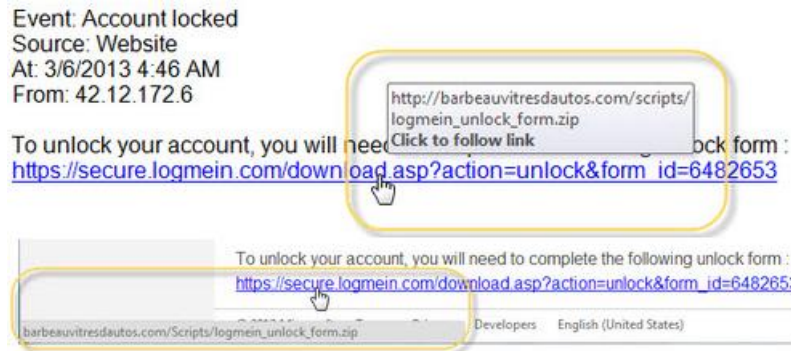 Event: Account locked
Source: Website
At: 3/6/2013 4:46 AM
From: 42.12.172.6
http://barbeauvitresdautos.com/scripts/
logmein_unlock_form.zip
Click to follow link
To unlock your account, you will need ock form :
https://secure.logmein.com/download.asp?action=unlock&form_id=6482653
To unlock your account, you will need to complete the following unlock form :
https://secure.logmein.com/download.asp?action=unlock&form_id=6482653
Developers English (United States)
barbeauvitresdautos.com/Scripts/logmein_unlock_form.zip